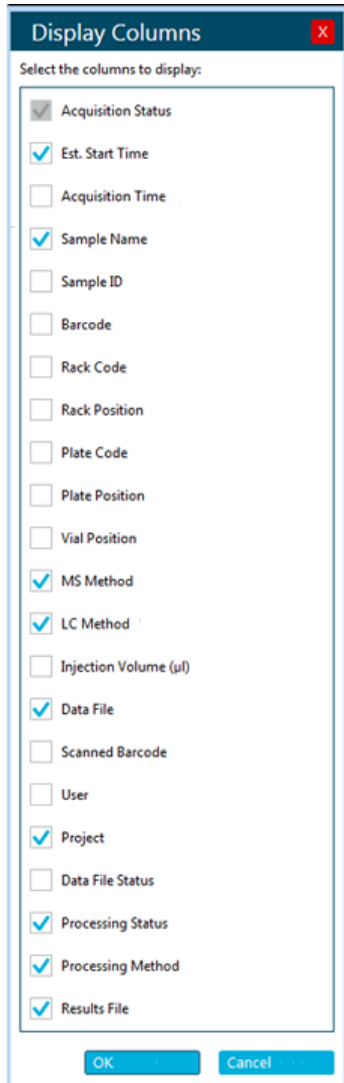 Display Columns
X
Select the columns to display:
Acquisition Status
Est. Start Time
Acquisition Time
Sample Name
Sample ID
Barcode
Rack Code
Rack Position
Plate Code
Plate Position
Vial Position
MS Method
LC Method
Injection Volume (µl)
Data File
Scanned Barcode
User
Project
Data File Status
Processing Status
Processing Method
Results File
OK Cancel